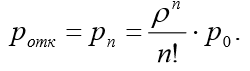 p_отк = p_n = ρ^n / n! · p_0.